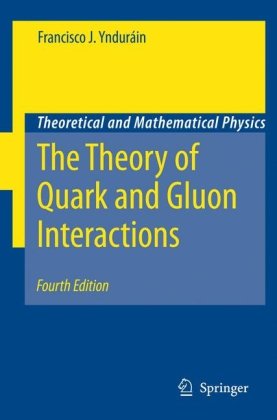 Francisco J. Ynduráin
Theoretical and Mathematical Physics
The Theory of
Quark and Gluon
Interactions
Fourth Edition
Springer